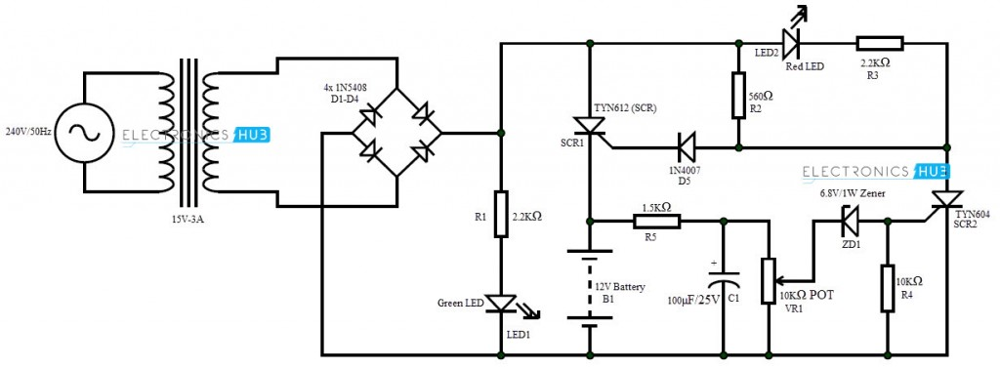 240V/50Hz
ELECTRONICS HUB
15V-3A
4x 1N5408
D1-D4
R1
2.2KΩ
Green LED
LED1
TYN612 (SCR)
SCR1
1N4007
D5
560Ω
R2
LED2
Red LED
2.2KΩ
R3
ELECTRONICS HUB
6.8V/1W Zener
ZD1
TYN604
SCR2
1.5KΩ
R5
12V Battery
B1
+
100μF/25V
C1
10KΩ POT
VR1
10KΩ
R4